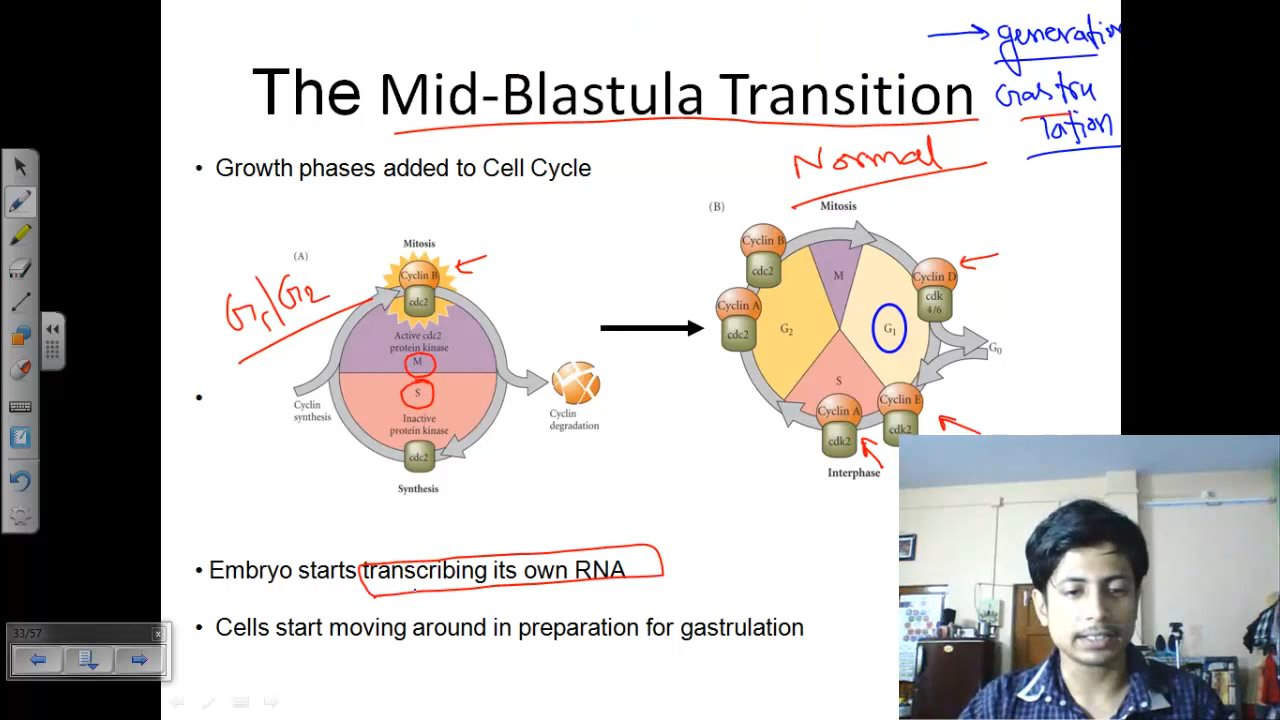 generation
Gastru
lation
The Mid-Blastula Transition
Normal
• Growth phases added to Cell Cycle
(A)
Mitosis
Cyclin B
cdc2
G1/G2
Active cdc2
protein kinase
M
S
Inactive
protein kinase
cdc2
Synthesis
Cyclin
synthesis
Cyclin
degradation
(B)
Mitosis
Cyclin B
cdc2
Cyclin A
cdc2
M
G2
G1
S
Cyclin D
cdk
4/6
G0
Cyclin E
cdk2
Cyclin A
cdk2
Interphase
•
• Embryo starts transcribing its own RNA
• Cells start moving around in preparation for gastrulation
33/57
x